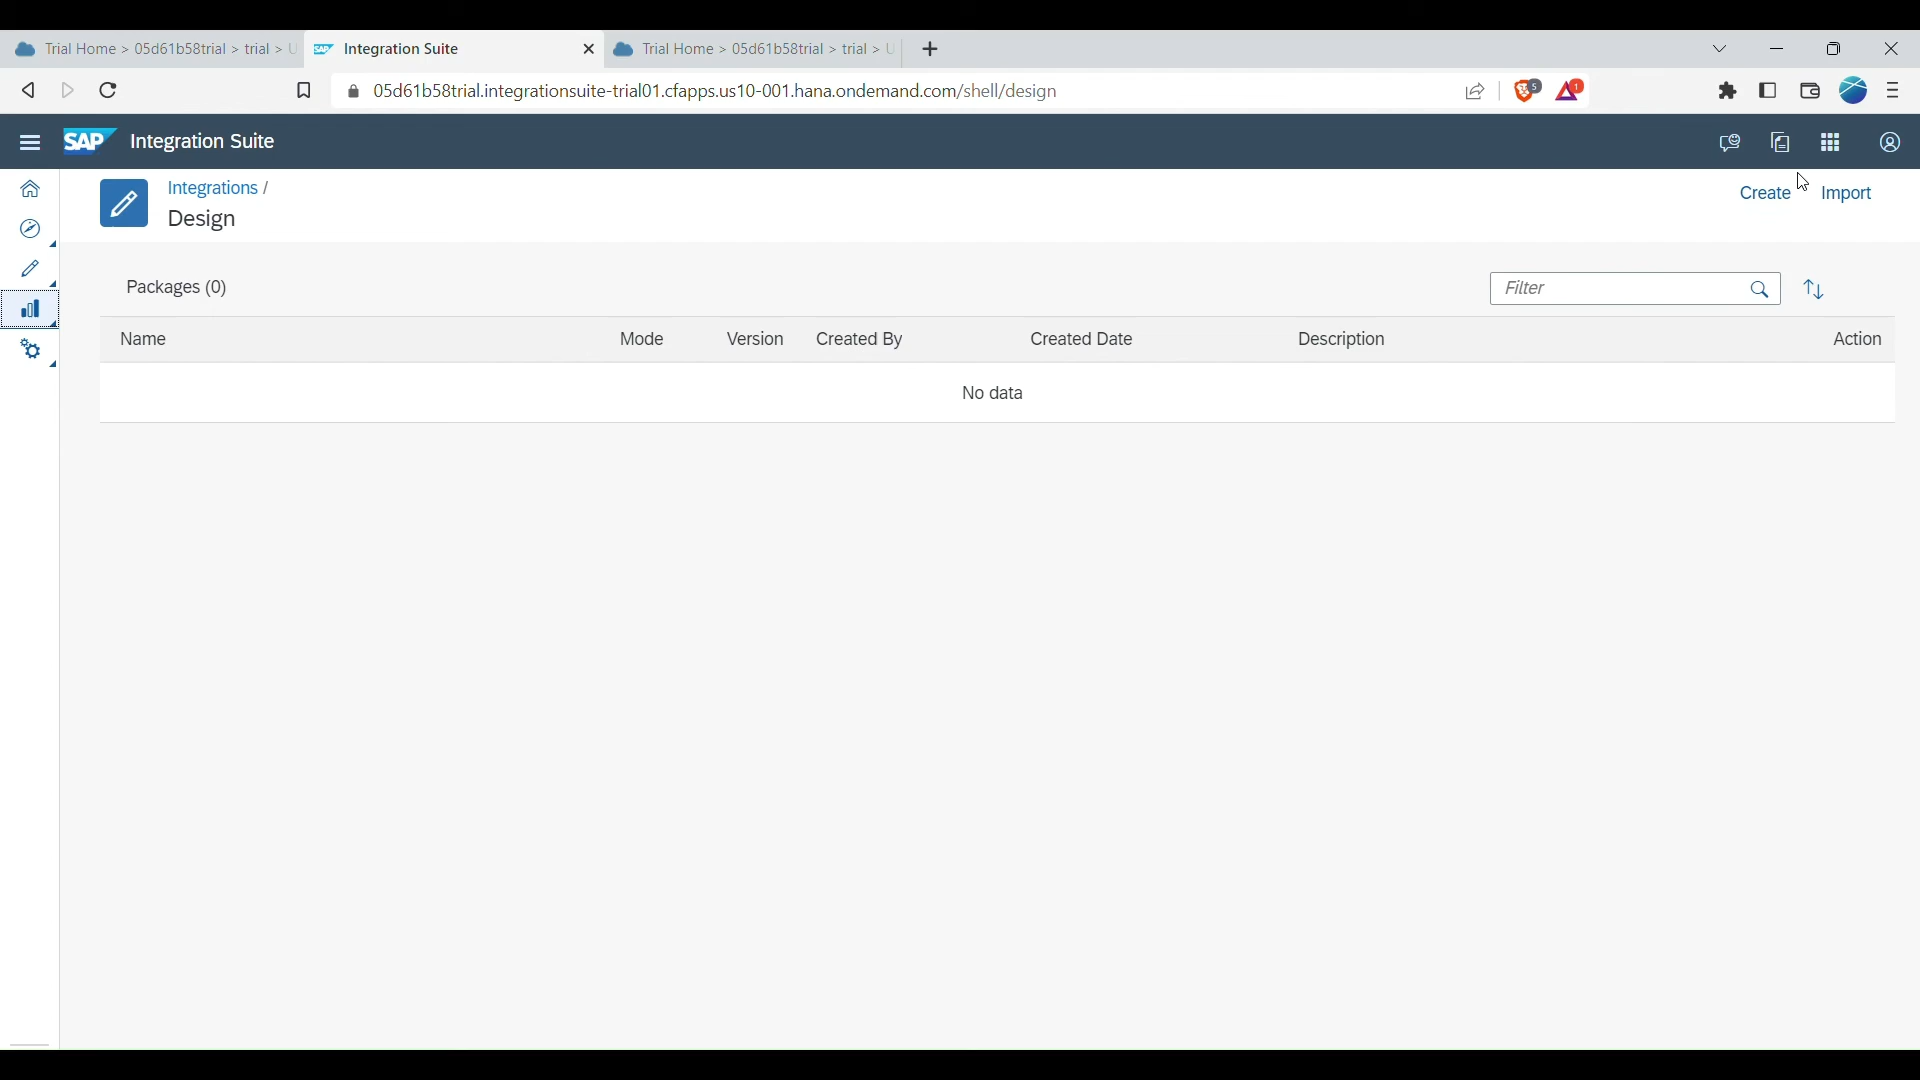 Trial Home > 05d61b58trial > trial > U
Integration Suite
Trial Home > 05d61b58trial > trial > U
05d61b58trial.integrationsuite-trial01.cfapps.us10-001.hana.ondemand.com/shell/design
5
1
SAP Integration Suite
Integrations /
Design
Create
Import
Packages (0)
Filter
Name Mode Version Created By Created Date Description Action
No data